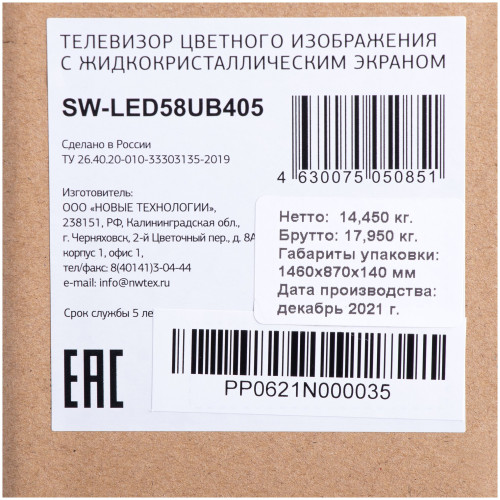 ТЕЛЕВИЗОР ЦВЕТНОГО ИЗОБРАЖЕНИЯ
С ЖИДКОКРИСТАЛЛИЧЕСКИМ ЭКРАНОМ
SW-LED58UB405
Сделано в России
ТУ 26.40.20-010-33303135-2019
4 630075 050851
Изготовитель:
ООО «НОВЫЕ ТЕХНОЛОГИИ»,
238151, РФ, Калининградская обл.,
г. Черняховск, 2-й Цветочный пер., д. 8А
корпус 1, офис 1,
тел/факс: 8(40141)3-04-44
e-mail: info@nwtex.ru
Срок службы 5 ле
Нетто: 14,450 кг.
Брутто: 17,950 кг.
Габариты упаковки:
1460х870х140 мм
Дата производства:
декабрь 2021 г.
EAC
PP0621N000035